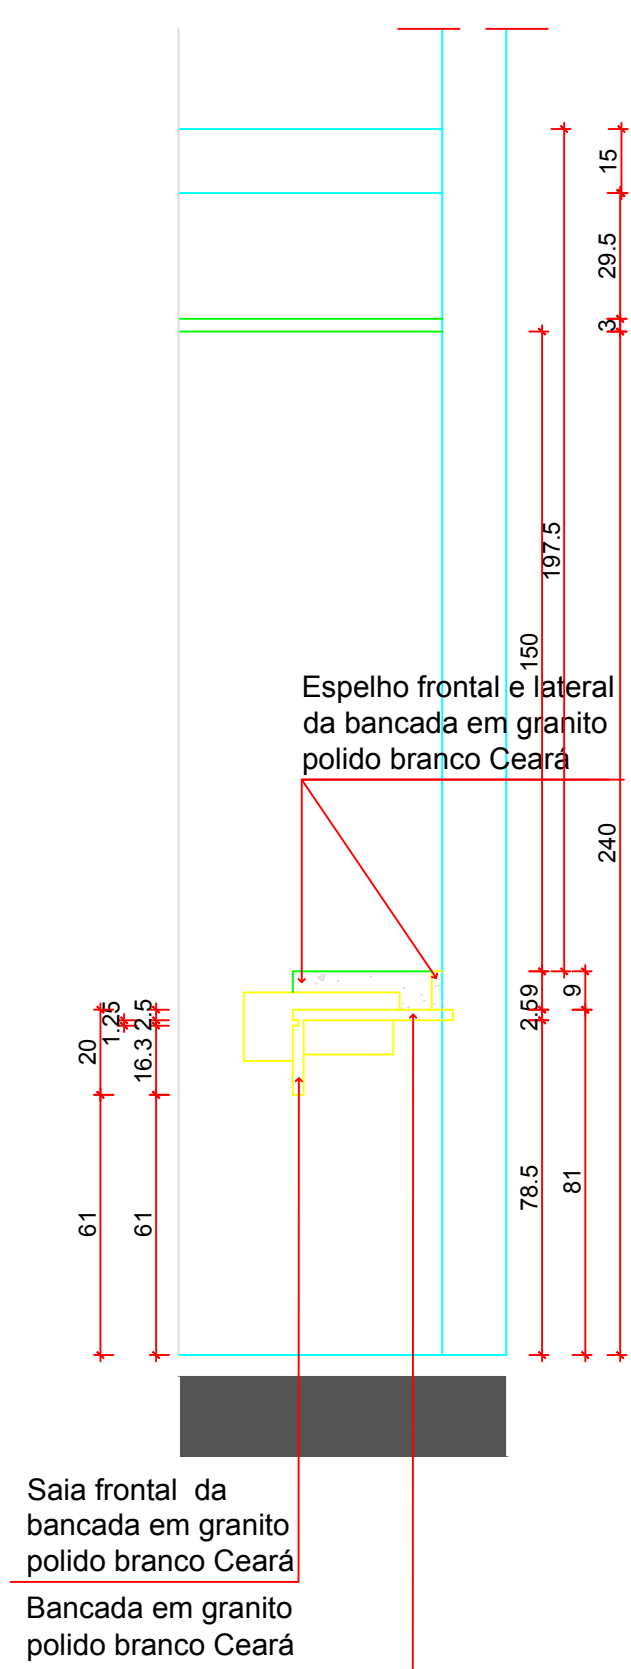 15
29.5
3
197.5
150
Espelho frontal e lateral
da bancada em granito
polido branco Ceará
240
9
9
2.5
2.5
1.25
20
16.3
78.5
81
61
61
Saia frontal da
bancada em granito
polido branco Ceará
Bancada em granito
polido branco Ceará